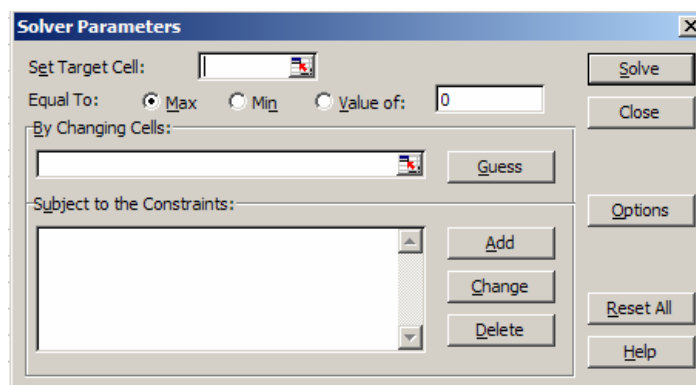 Solver Parameters
Set Target Cell:
Solve
Equal To: Max Min Value of: 0
Close
By Changing Cells:
Guess
Subject to the Constraints:
Options
Add
Change
Reset All
Delete
Help